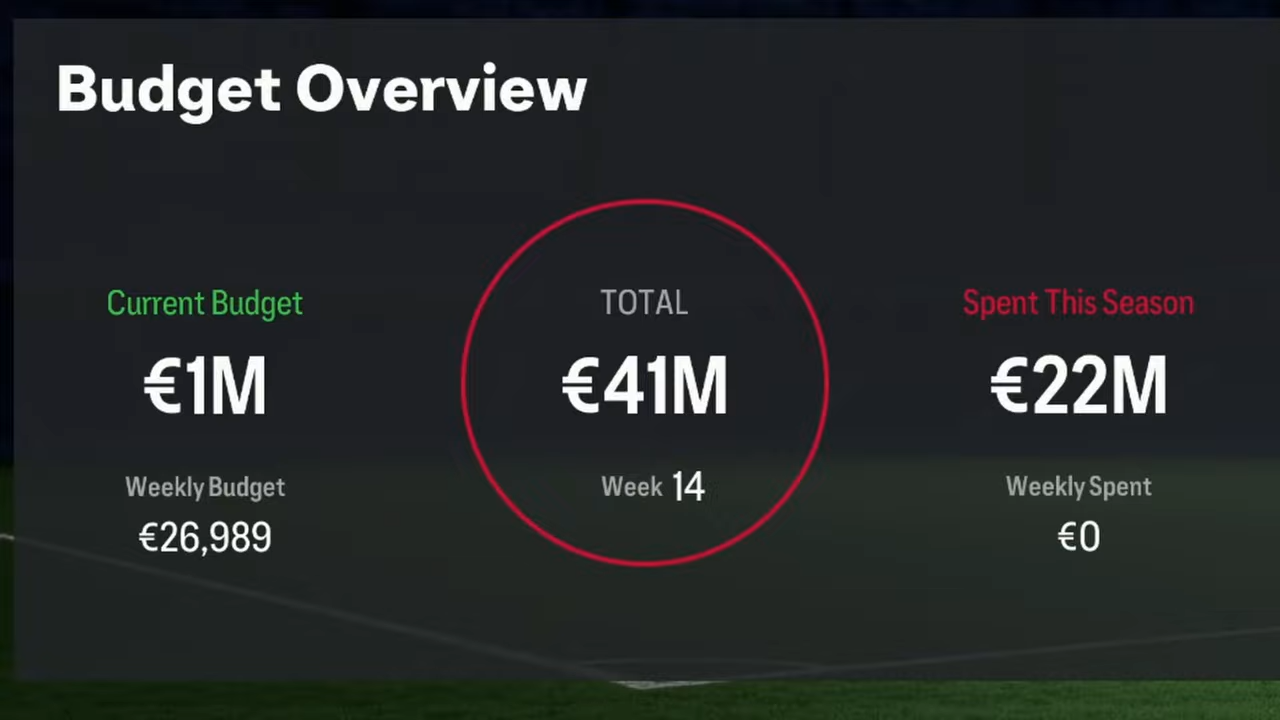 Budget Overview
Current Budget
€1M
Weekly Budget
€26,989
TOTAL
€41M
Week 14
Spent This Season
€22M
Weekly Spent
€0